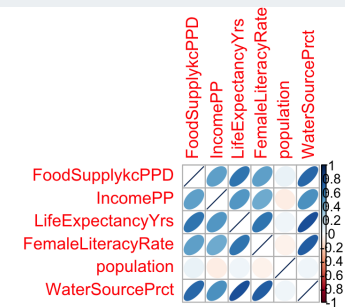 FoodSupplykcPPD
IncomePP
LifeExpectancyYrs
FemaleLiteracyRate
population
WaterSourcePrct
FoodSupplykcPPD
IncomePP
LifeExpectancyYrs
FemaleLiteracyRate
population
WaterSourcePrct
1
0.8
0.6
0.4
0.2
0
-0.2
-0.4
-0.6
-0.8
-1